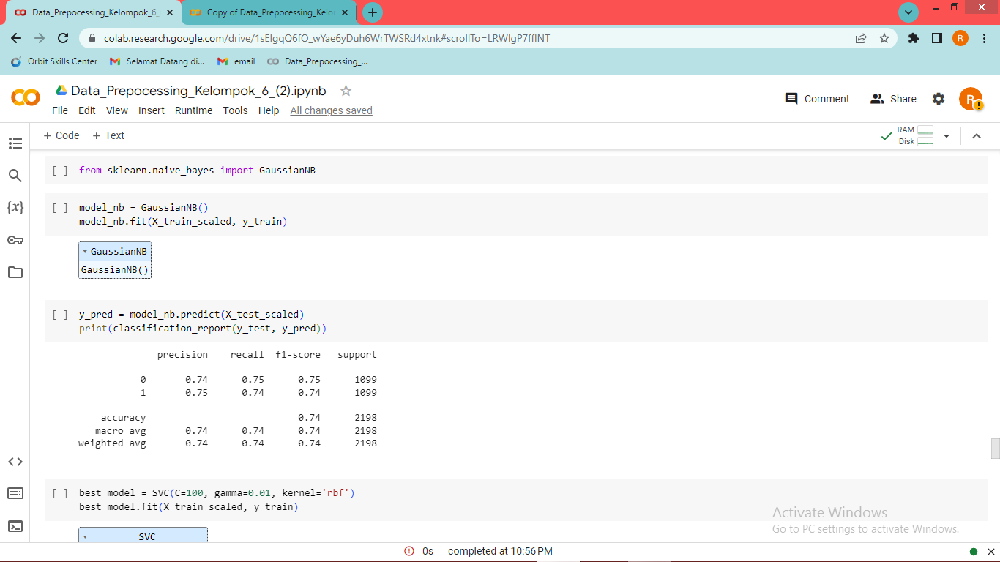 Data_Prepocessing_Kelompok_6_
Copy of Data_Prepocessing_Kelo
colab.research.google.com/drive/1sEIgqQ6fO_wYae6yDuh6WrTWSRd4xtnk#scrollTo=LRWIgP7ffINT
R
Orbit Skills Center
Selamat Datang di...
email
Data_Prepocessing_...
Data_Prepocessing_Kelompok_6_(2).ipynb
Comment
Share
R
File Edit View Insert Runtime Tools Help All changes saved
+ Code + Text
RAM
Disk
{x}
[ ] from sklearn.naive_bayes import GaussianNB
[ ] model_nb = GaussianNB()
model_nb.fit(X_train_scaled, y_train)
GaussianNB
GaussianNB()
[ ] y_pred = model_nb.predict(X_test_scaled)
print(classification_report(y_test, y_pred))
precision recall f1-score support
0 0.74 0.75 0.75 1099
1 0.75 0.74 0.74 1099
accuracy 0.74 2198
macro avg 0.74 0.74 0.74 2198
weighted avg 0.74 0.74 0.74 2198
[ ] best_model = SVC(C=100, gamma=0.01, kernel='rbf')
best_model.fit(X_train_scaled, y_train)
SVC
Activate Windows
Go to PC settings to activate Windows.
0s completed at 10:56 PM